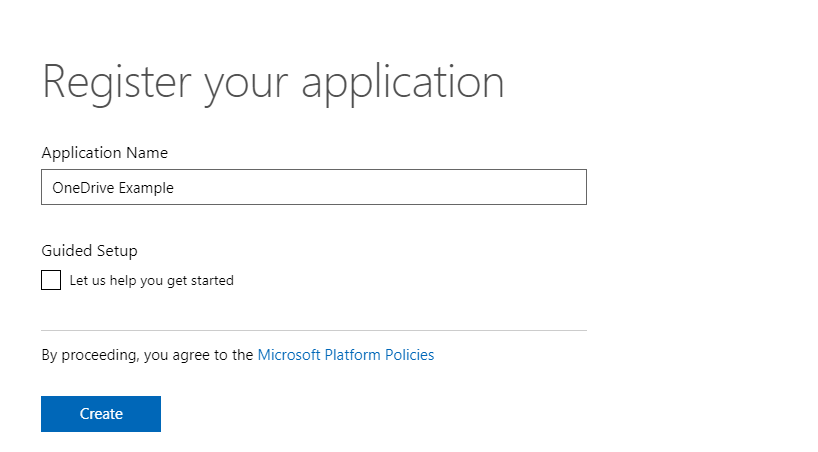 Register your application
Application Name
OneDrive Example
Guided Setup
Let us help you get started
By proceeding, you agree to the Microsoft Platform Policies
Create